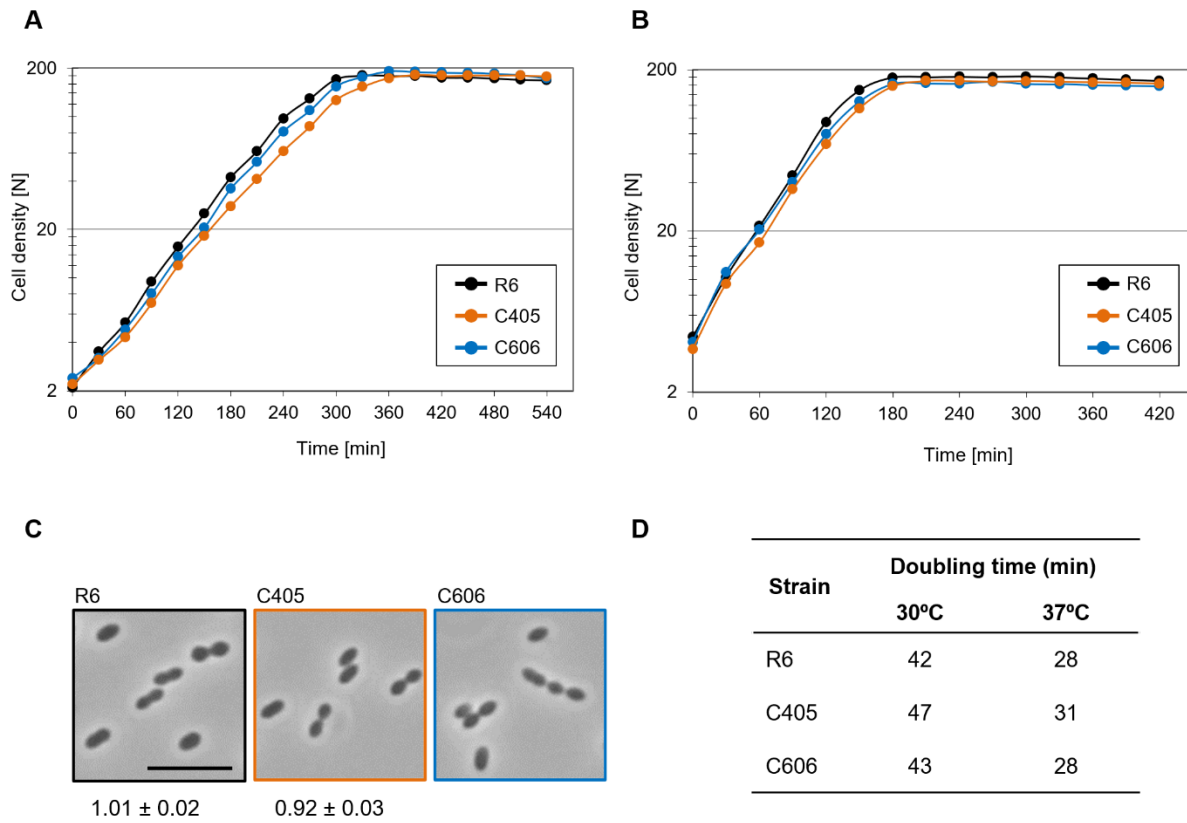 A
200
20
2
Cell density [N]
0 60 120 180 240 300 360 420 480 540
Time [min]
R6
C405
C606
B
200
20
2
Cell density [N]
0 60 120 180 240 300 360 420
Time [min]
R6
C405
C606
C
R6 C405 C606
1.01 ± 0.02 0.92 ± 0.03
D
Strain Doubling time (min)
30ºC 37ºC
R6 42 28
C405 47 31
C606 43 28